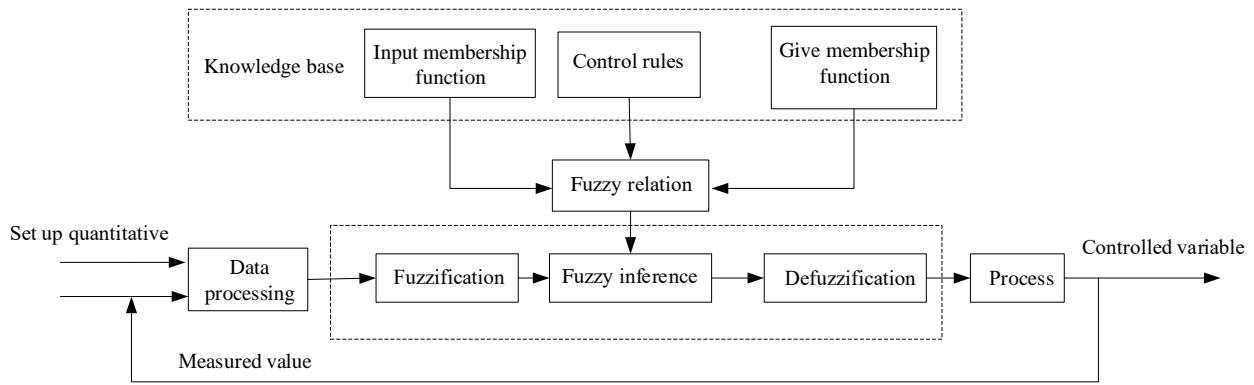 Knowledge base
Input membership
function
Control rules
Give membership
function
Fuzzy relation
Set up quantitative
Data
processing
Fuzzification
Fuzzy inference
Defuzzification
Process
Controlled variable
Measured value